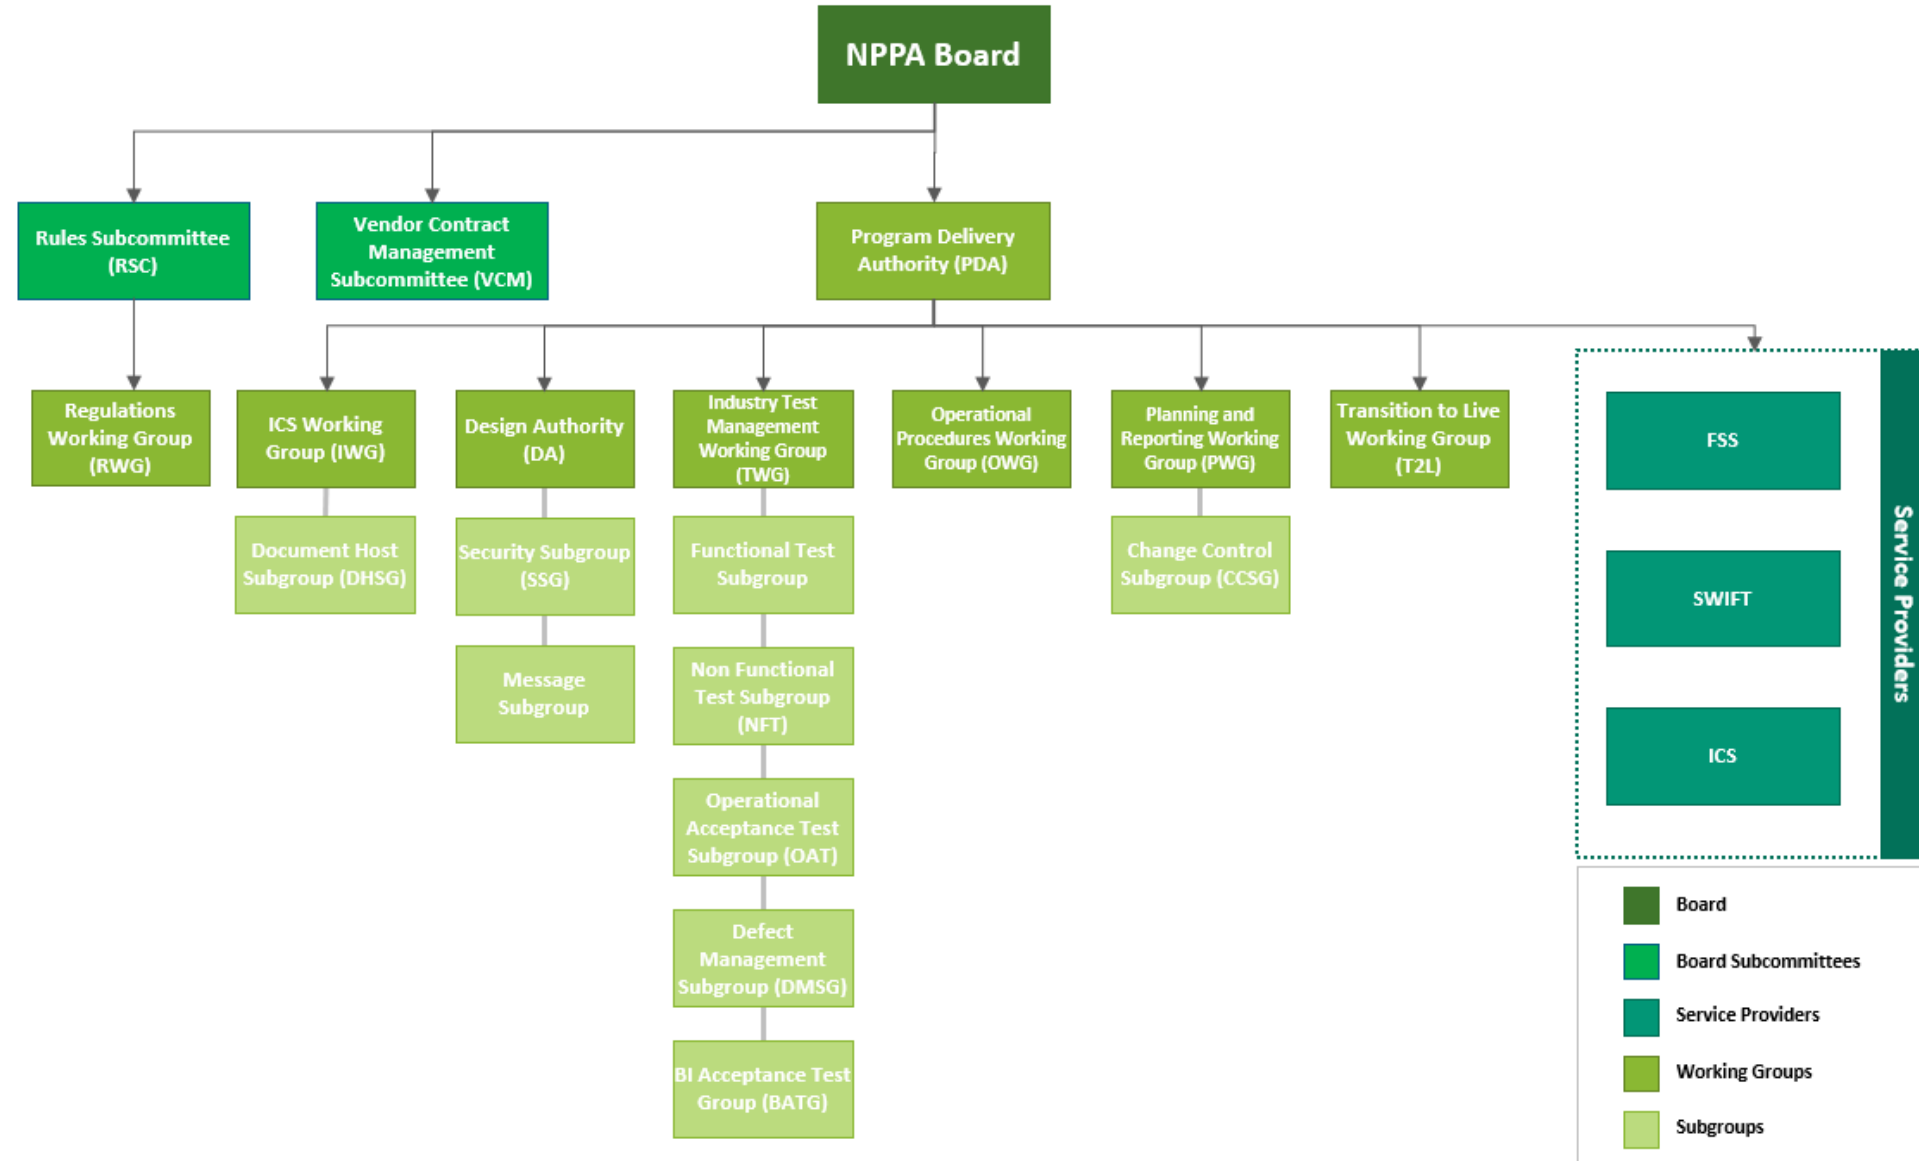 NPPA Board
Rules Subcommittee
(RSC)
Vendor Contract
Management
Subcommittee (VCM)
Program Delivery
Authority (PDA)
Regulations
Working Group
(RWG)
ICS Working
Group (IWG)
Design Authority
(DA)
Industry Test
Management
Working Group
(TWG)
Operational
Procedures Working
Group (OWG)
Planning and
Reporting Working
Group (PWG)
Transition to Live
Working Group
(T2L)
Document Host
Subgroup (DHSG)
Security Subgroup
(SSG)
Message
Subgroup
Functional Test
Subgroup
Non Functional
Test Subgroup
(NFT)
Operational
Acceptance Test
Subgroup (OAT)
Defect
Management
Subgroup (DMSG)
BI Acceptance Test
Group (BATG)
Change Control
Subgroup (CCSG)
FSS
SWIFT
ICS
Service Providers
Board
Board Subcommittees
Service Providers
Working Groups
Subgroups